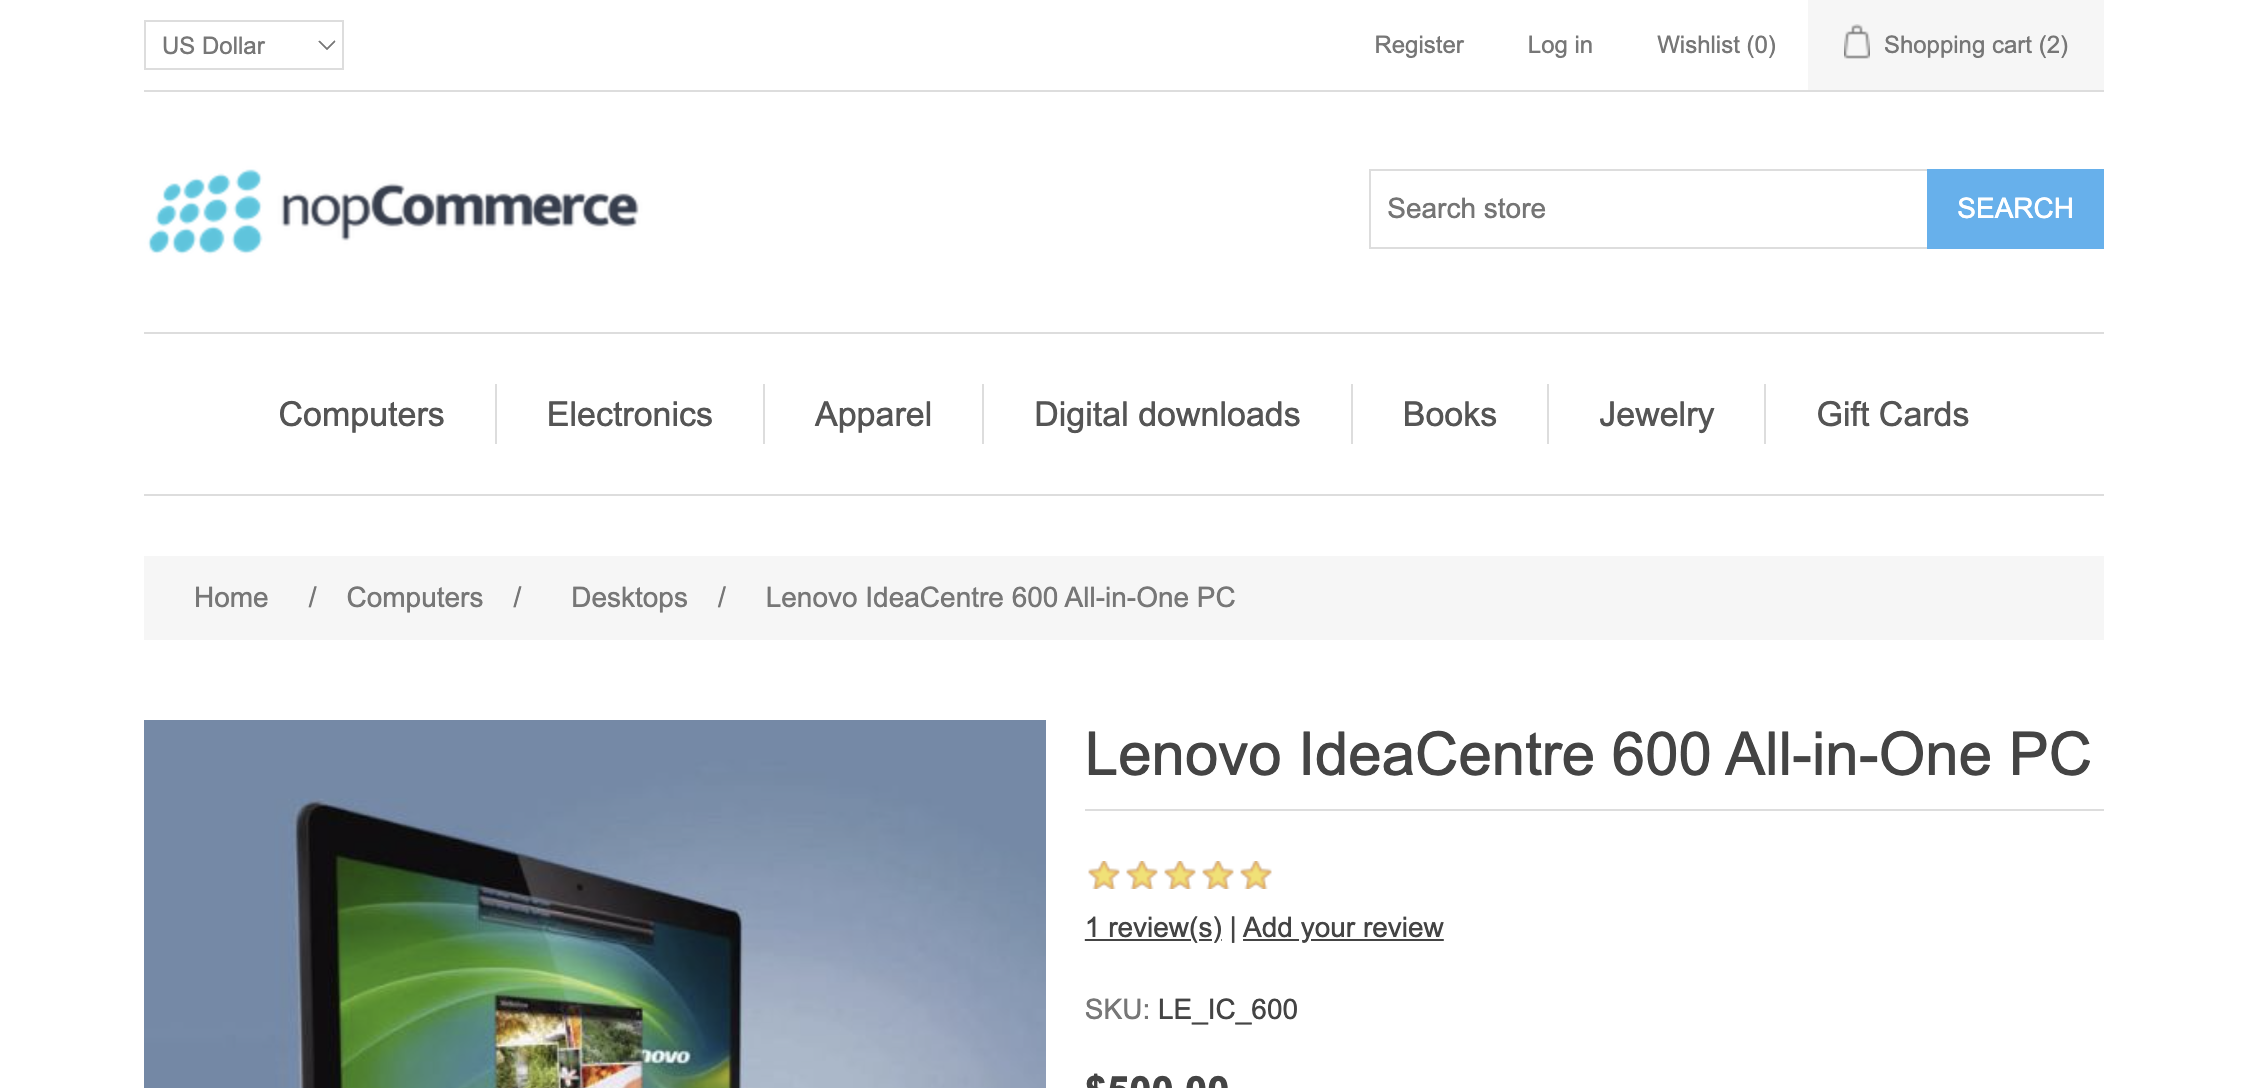 US Dollar
Register Log in Wishlist (0) Shopping cart (2)
nopCommerce
Search store SEARCH
Computers Electronics Apparel Digital downloads Books Jewelry Gift Cards
Home / Computers / Desktops / Lenovo IdeaCentre 600 All-in-One PC
Lenovo IdeaCentre 600 All-in-One PC
1 review(s) | Add your review
SKU: LE_IC_600